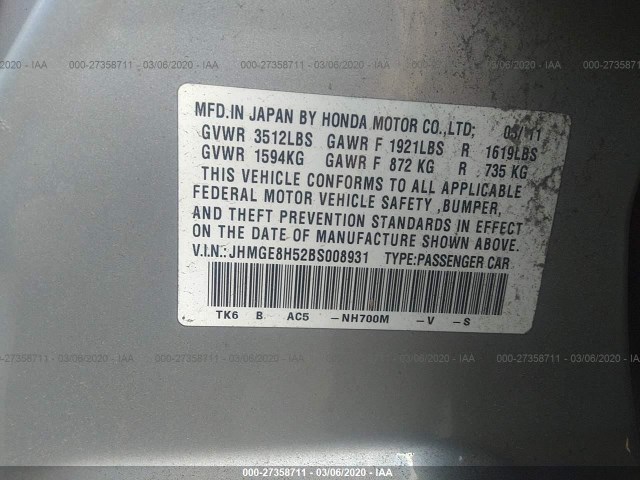 000-27358711 - 03/06/2020 - IAA
MFD.IN JAPAN BY HONDA MOTOR CO.,LTD; 03/11
GVWR 3512LBS GAWR F 1921LBS R 1619LBS
GVWR 1594KG GAWR F 872 KG R 735 KG
THIS VEHICLE CONFORMS TO ALL APPLICABLE
FEDERAL MOTOR VEHICLE SAFETY ,BUMPER,
AND THEFT PREVENTION STANDARDS IN EFFECT
ON THE DATE OF MANUFACTURE SHOWN ABOVE.
V.I.N.:JHMGE8H52BS008931 TYPE:PASSENGER CAR
TK6 B AC5 -NH700M -V -S
000-27358711 - 03/06/2020 - IAA